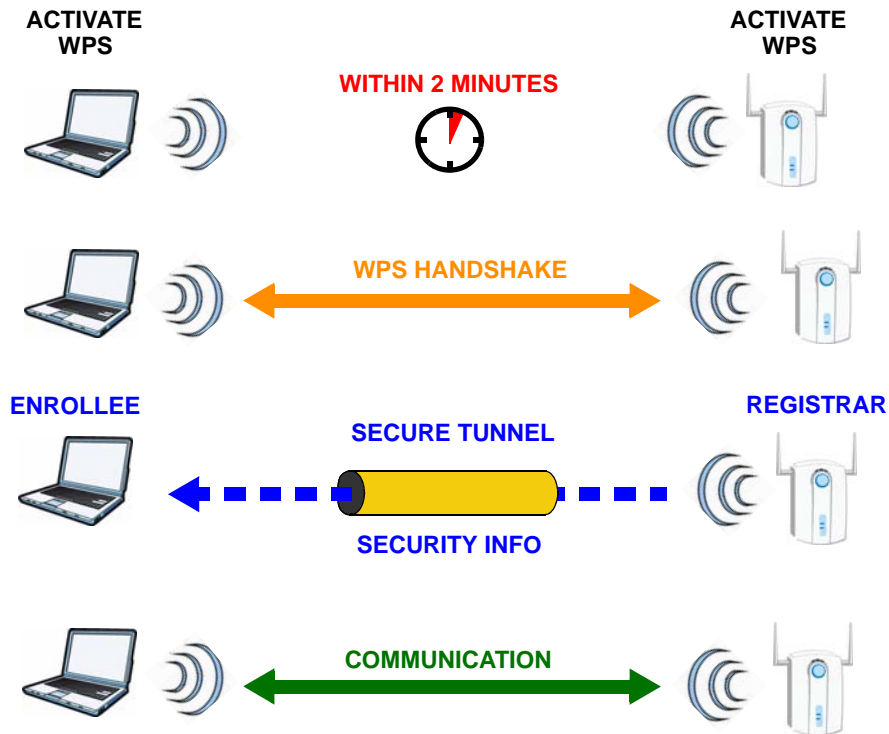 ACTIVATE
WPS
ACTIVATE
WPS
WITHIN 2 MINUTES
WPS HANDSHAKE
ENROLLEE
REGISTRAR
SECURE TUNNEL
SECURITY INFO
COMMUNICATION